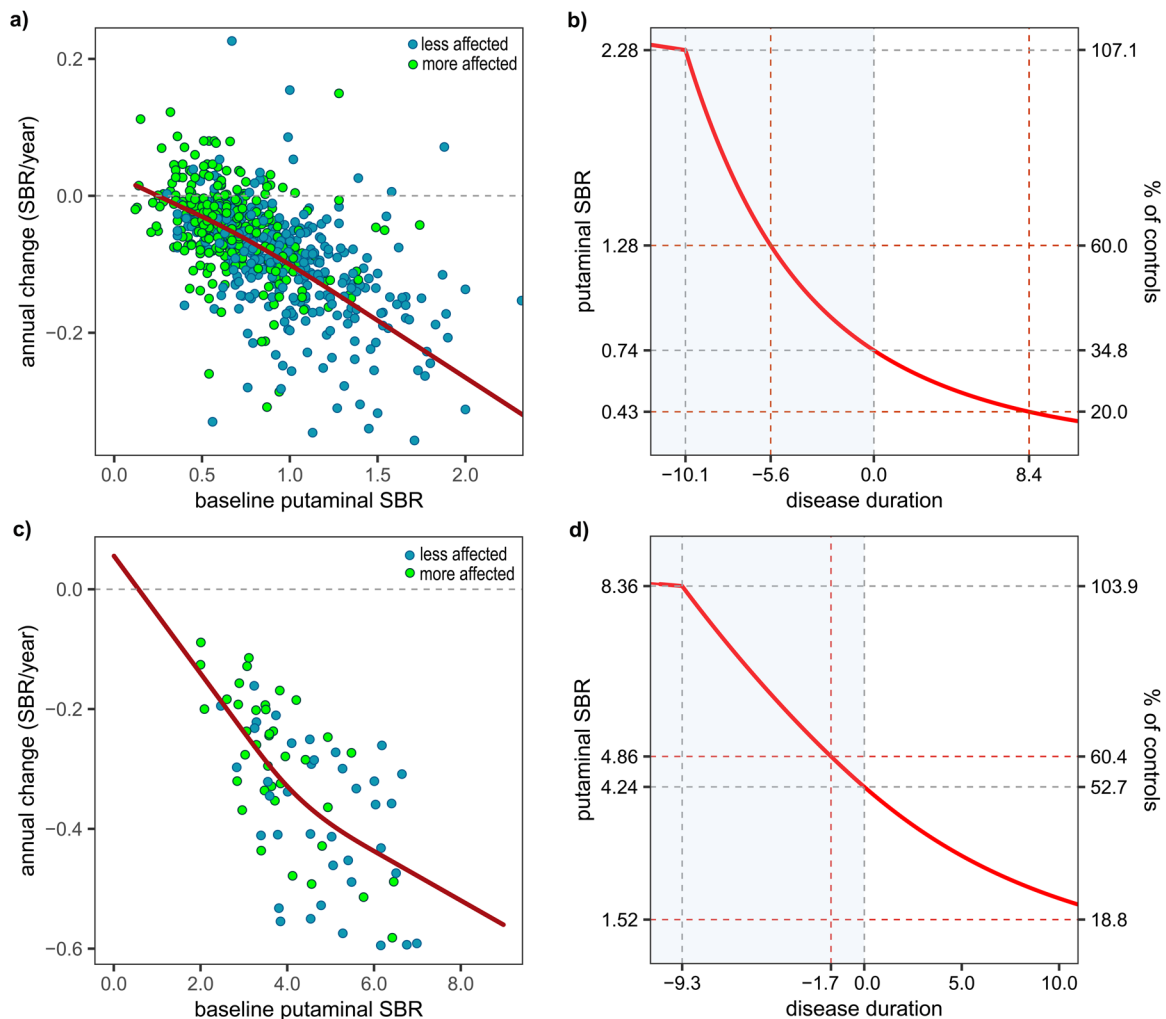 a)
less affected
more affected
annual change (SBR/year)
0.2
0.0
−0.2
0.0
0.5
1.0
1.5
2.0
baseline putaminal SBR
b)
putaminal SBR
2.28
1.28
0.74
0.43
107.1
60.0
34.8
20.0
% of controls
−10.1
−5.6
0.0
8.4
disease duration
c)
less affected
more affected
annual change (SBR/year)
0.0
−0.2
−0.4
−0.6
0.0
2.0
4.0
6.0
8.0
baseline putaminal SBR
d)
putaminal SBR
8.36
4.86
4.24
1.52
103.9
60.4
52.7
18.8
% of controls
−9.3
−1.7
0.0
5.0
10.0
disease duration